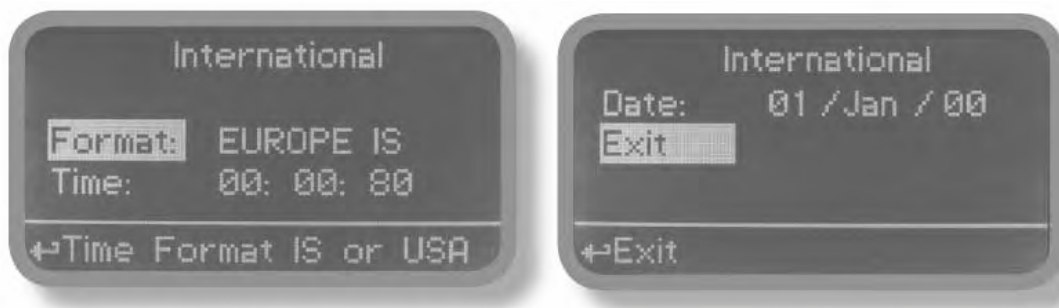 International
Format: EUROPE IS
Time: 00: 00: 80
↵Time Format IS or USA
International
Date: 01 /Jan / 00
Exit
↵Exit